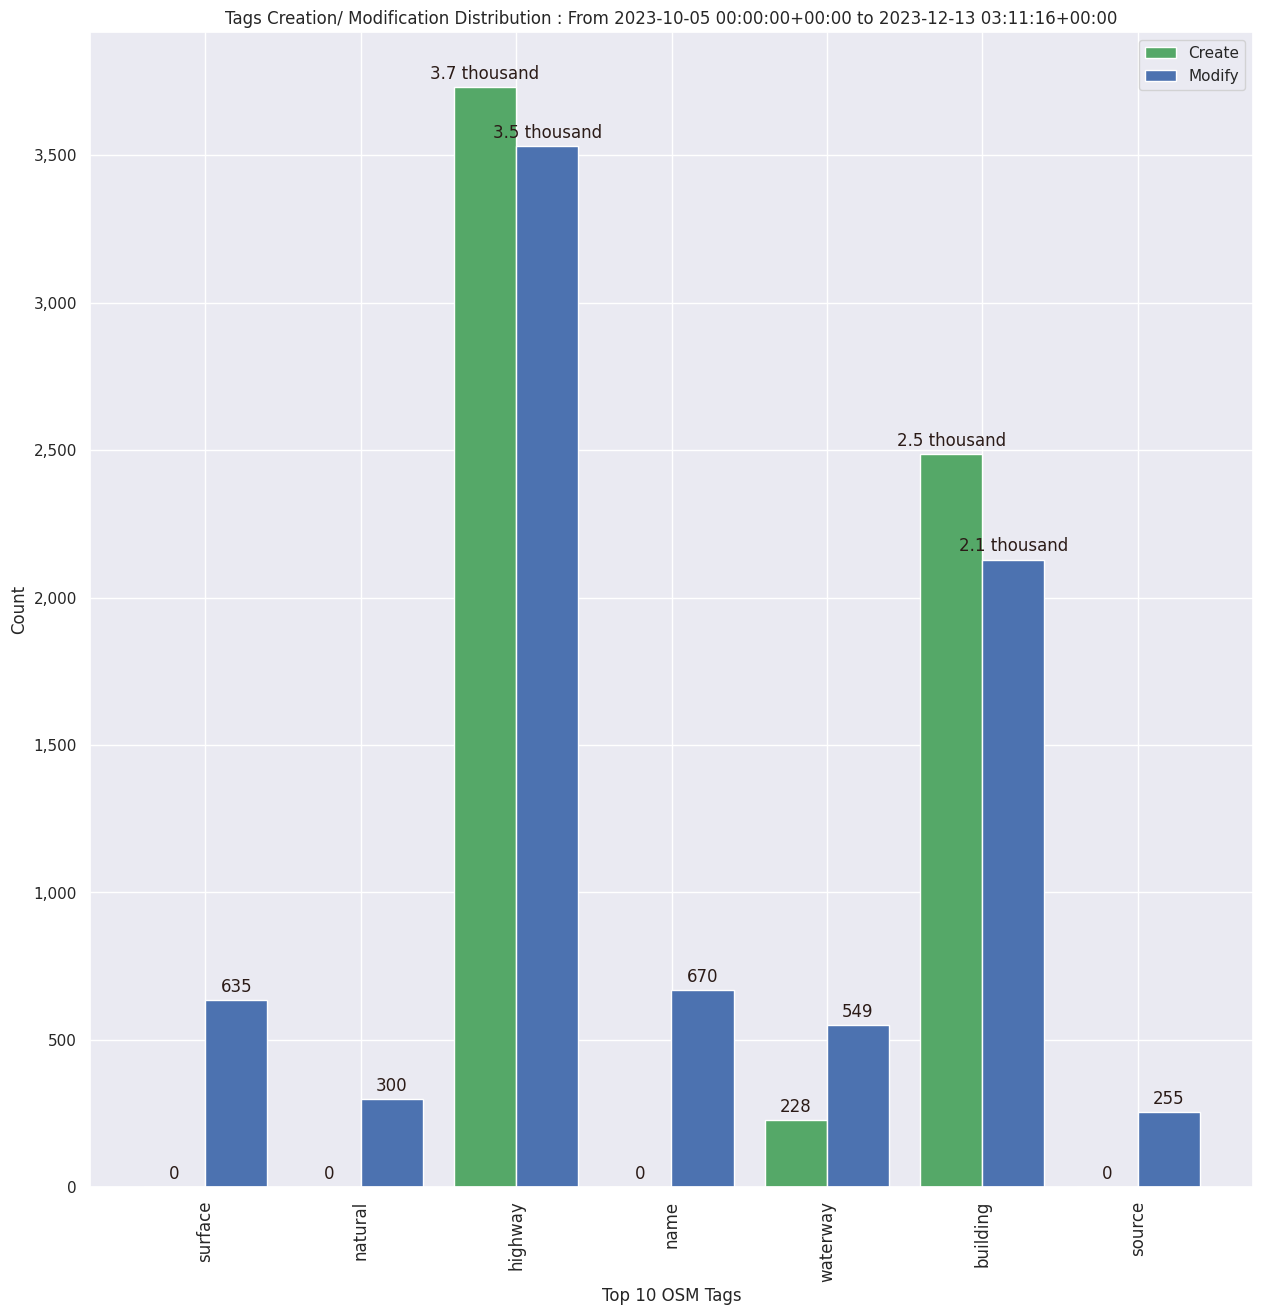 Tags Creation/ Modification Distribution : From 2023-10-05 00:00:00+00:00 to 2023-12-13 03:11:16+00:00
Create
Modify
3.7 thousand
3.5 thousand
2.5 thousand
2.1 thousand
635
300
670
549
228
255
0
0
0
0
3,500
3,000
2,500
2,000
1,500
1,000
500
0
Count
surface
natural
highway
name
waterway
building
source
Top 10 OSM Tags